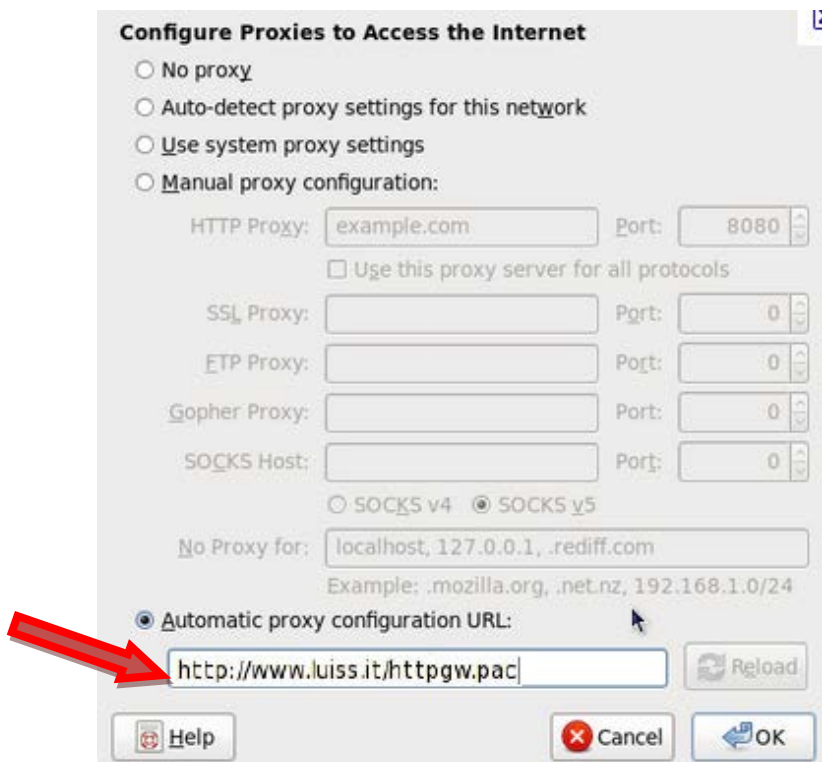 Configure Proxies to Access the Internet
No proxy
Auto-detect proxy settings for this network
Use system proxy settings
Manual proxy configuration:
HTTP Proxy: example.com Port: 8080
Use this proxy server for all protocols
SSL Proxy: Port: 0
FTP Proxy: Port: 0
Gopher Proxy: Port: 0
SOCKS Host: Port: 0
SOCKS v4 SOCKS v5
No Proxy for: localhost, 127.0.0.1, .rediff.com
Example: .mozilla.org, .net.nz, 192.168.1.0/24
Automatic proxy configuration URL:
http://www.luiss.it/httpgw.pac Reload
Help Cancel OK